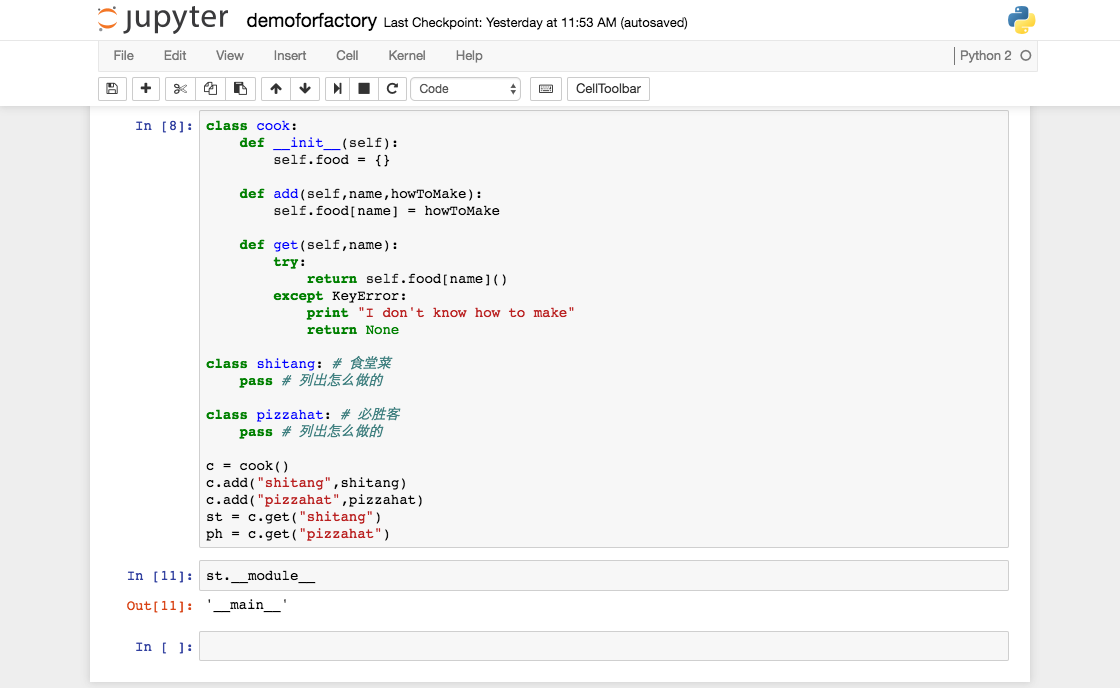 jupyter demoforfactory Last Checkpoint: Yesterday at 11:53 AM (autosaved)
File Edit View Insert Cell Kernel Help Python 2
Code CellToolbar
In [8]: class cook:
    def __init__(self):
        self.food = {}
    def add(self,name,howToMake):
        self.food[name] = howToMake
    def get(self,name):
        try:
            return self.food[name]()
        except KeyError:
            print "I don't know how to make"
            return None
class shitang: # 食堂菜
    pass # 列出怎么做的
class pizzahat: # 必胜客
    pass # 列出怎么做的
c = cook()
c.add("shitang",shitang)
c.add("pizzahat",pizzahat)
st = c.get("shitang")
ph = c.get("pizzahat")
In [11]: st.__module__
Out[11]: '__main__'
In [ ]: